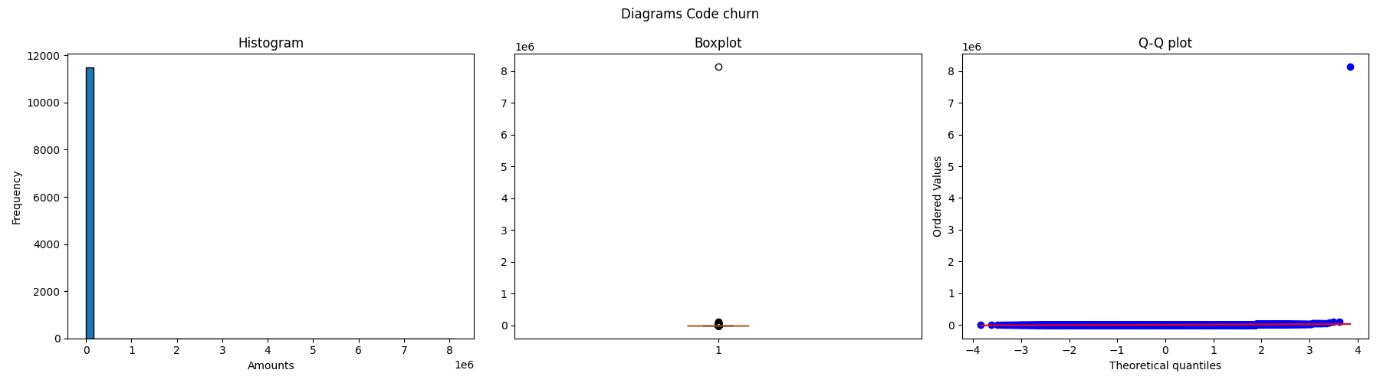 Diagrams Code churn
Histogram
Frequency
12000
10000
8000
6000
4000
2000
0
0 1 2 3 4 5 6 7 8
1e6
Amounts
Boxplot
1e6
8
7
6
5
4
3
2
1
0
1
Q-Q plot
1e6
Ordered Values
8
7
6
5
4
3
2
1
0
−4 −3 −2 −1 0 1 2 3 4
Theoretical quantiles